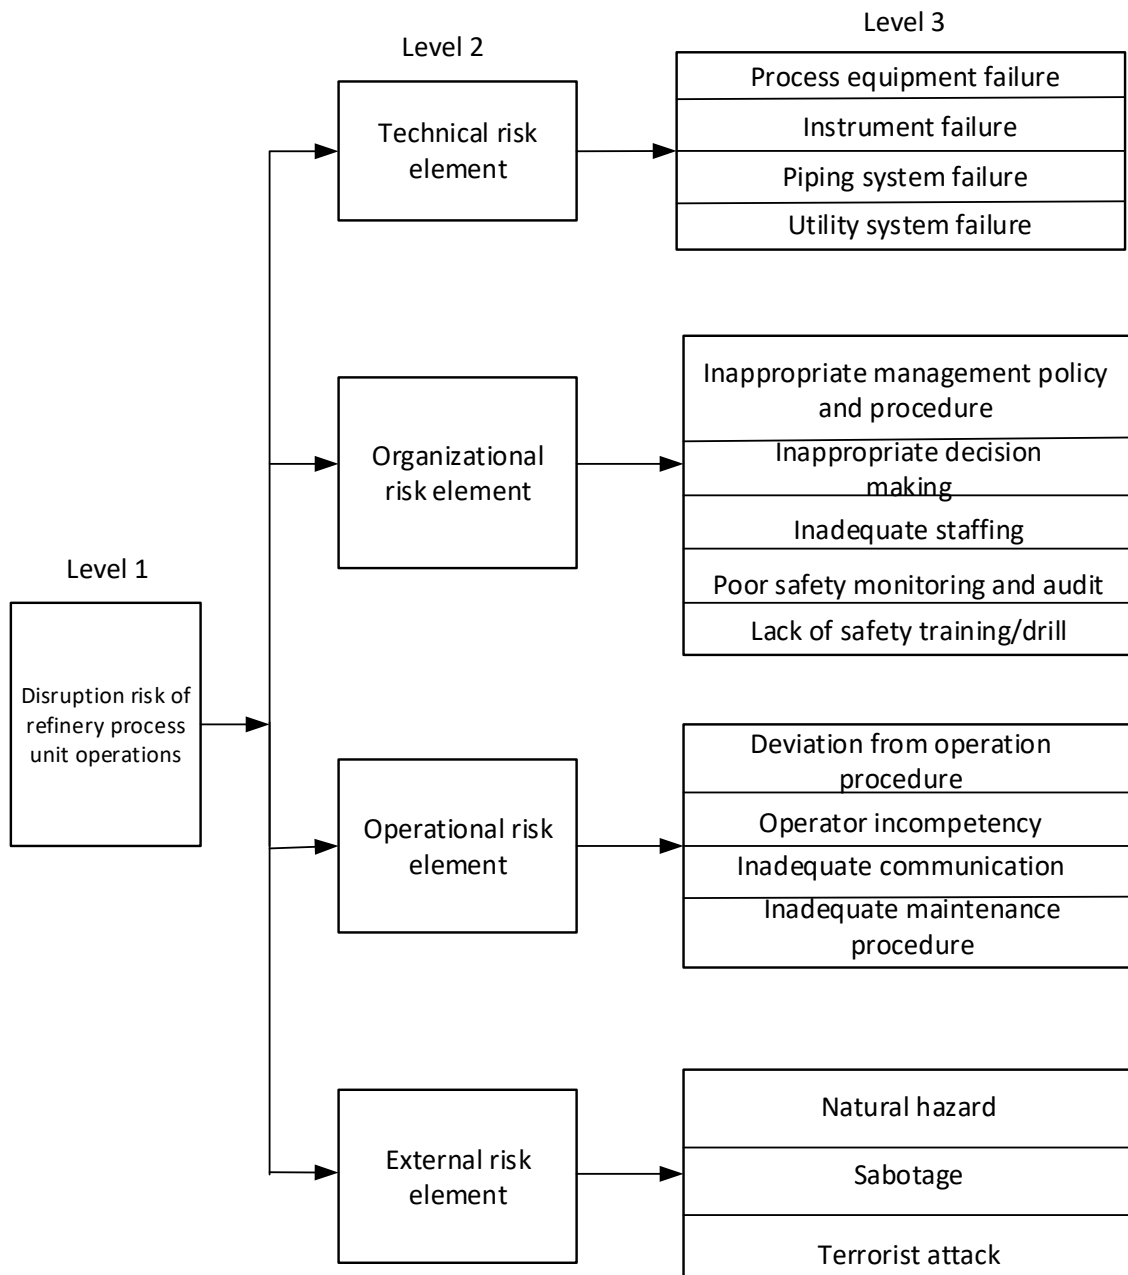 Level 1
Disruption risk of
refinery process
unit operations
Level 2
Technical risk
element
Organizational
risk element
Operational risk
element
External risk
element
Level 3
Process equipment failure
Instrument failure
Piping system failure
Utility system failure
Inappropriate management policy
and procedure
Inappropriate decision
making
Inadequate staffing
Poor safety monitoring and audit
Lack of safety training/drill
Deviation from operation
procedure
Operator incompetency
Inadequate communication
Inadequate maintenance
procedure
Natural hazard
Sabotage
Terrorist attack